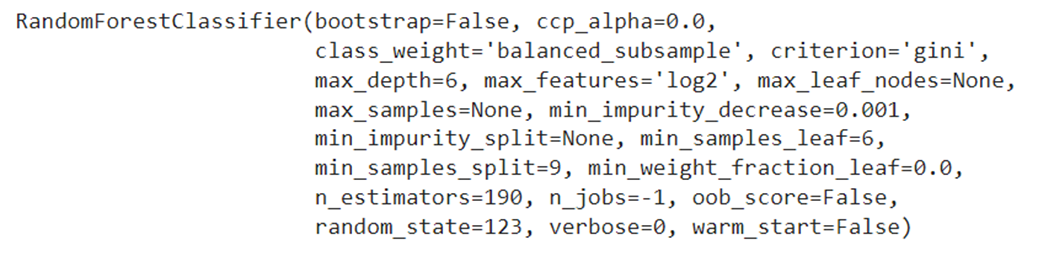 RandomForestClassifier(bootstrap=False, ccp_alpha=0.0,
class_weight='balanced_subsample', criterion='gini',
max_depth=6, max_features='log2', max_leaf_nodes=None,
max_samples=None, min_impurity_decrease=0.001,
min_impurity_split=None, min_samples_leaf=6,
min_samples_split=9, min_weight_fraction_leaf=0.0,
n_estimators=190, n_jobs=-1, oob_score=False,
random_state=123, verbose=0, warm_start=False)